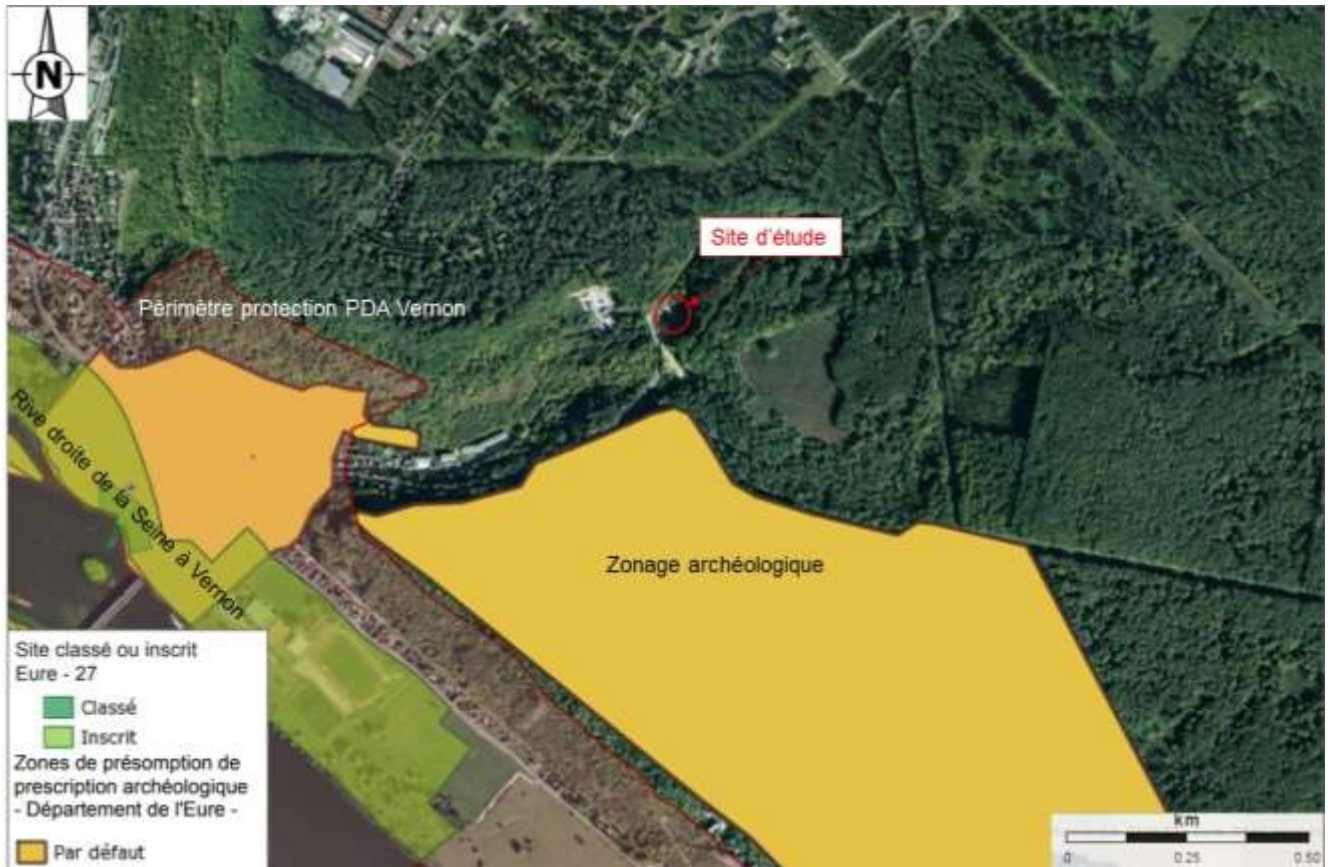 N
Site d'étude
Périmètre protection PDA Vernon
Rive droite de la Seine à Vernon
Zonage archéologique
Site classé ou inscrit
Eure - 27
Classé
Inscrit
Zones de présomption de
prescription archéologique
- Département de l'Eure -
Par défaut
km
0 0.25 0.50